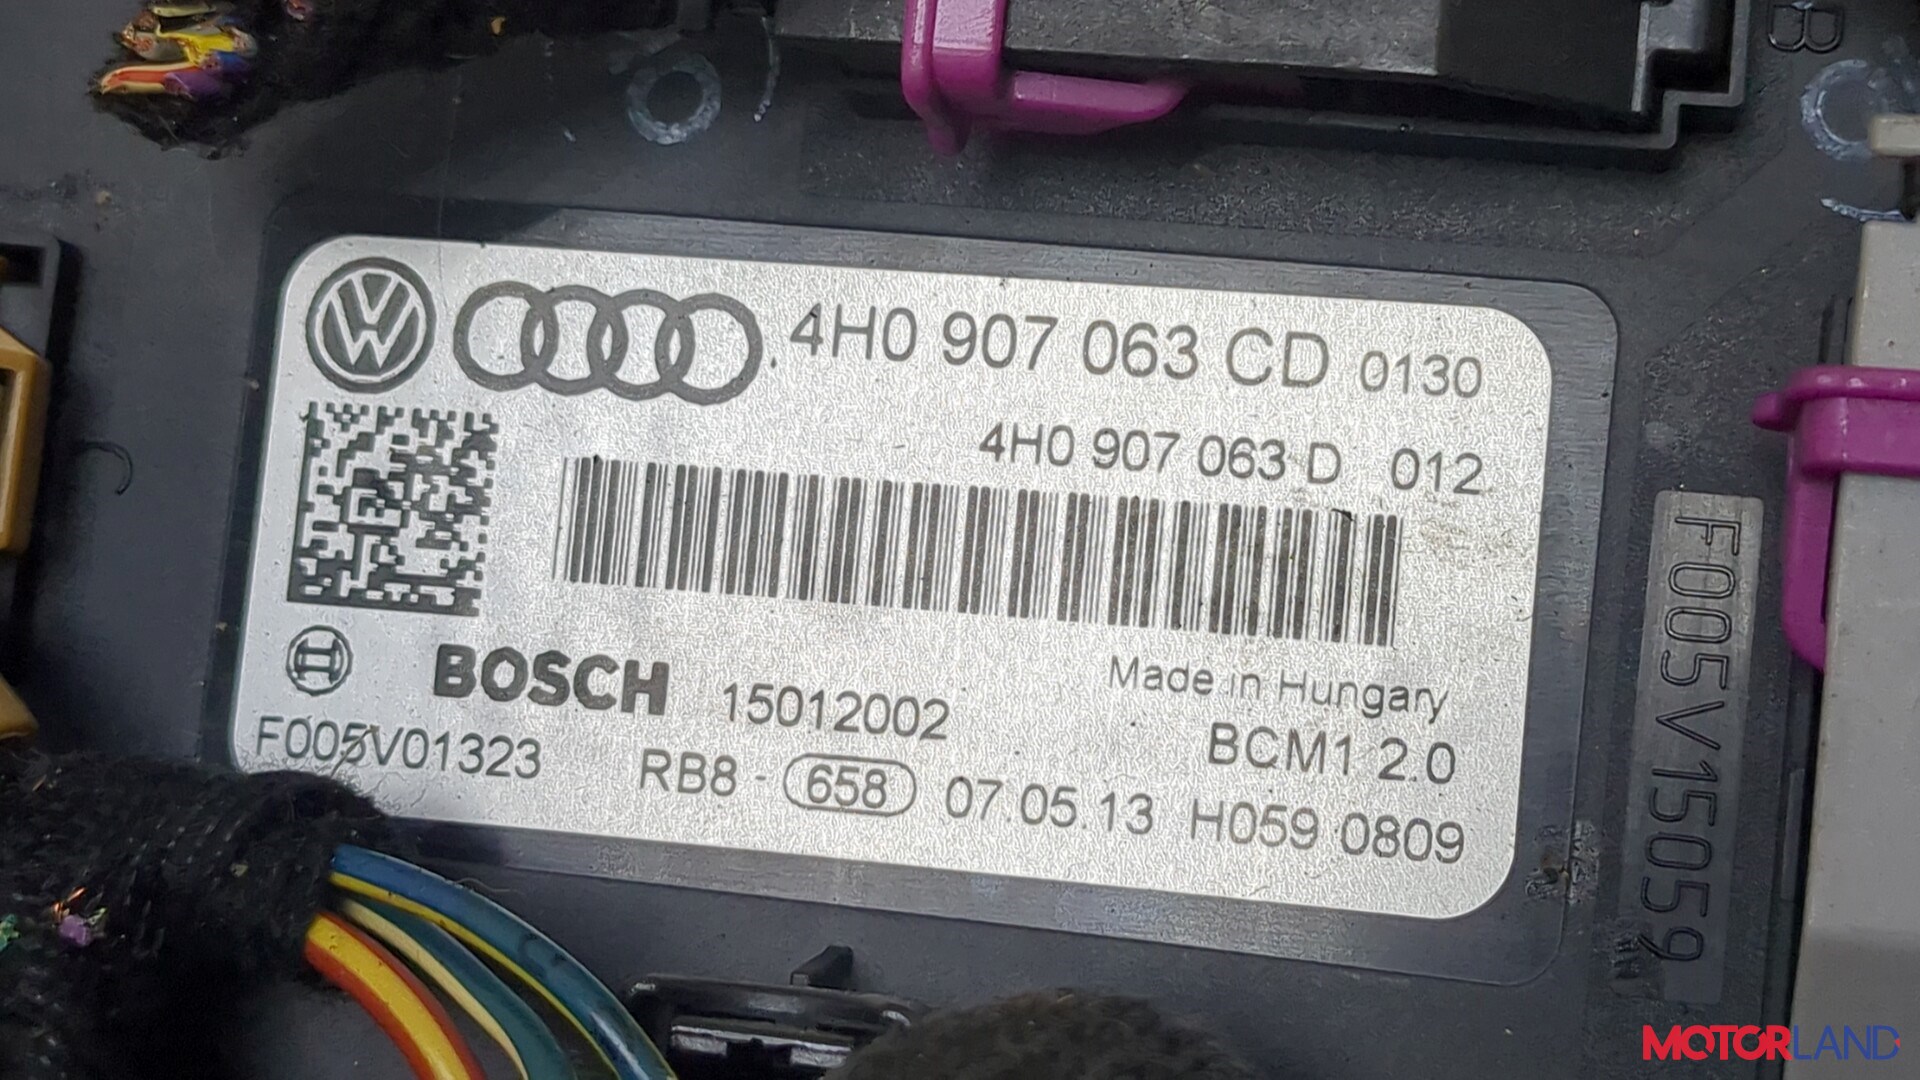 B
4H0 907 063 CD 0130
4H0 907 063 D 012
BOSCH 15012002
Made in Hungary
BCM1 2.0
F005V01323 RB8 - 658 07.05.13 H059 0809
F005V15059
MOTORLAND